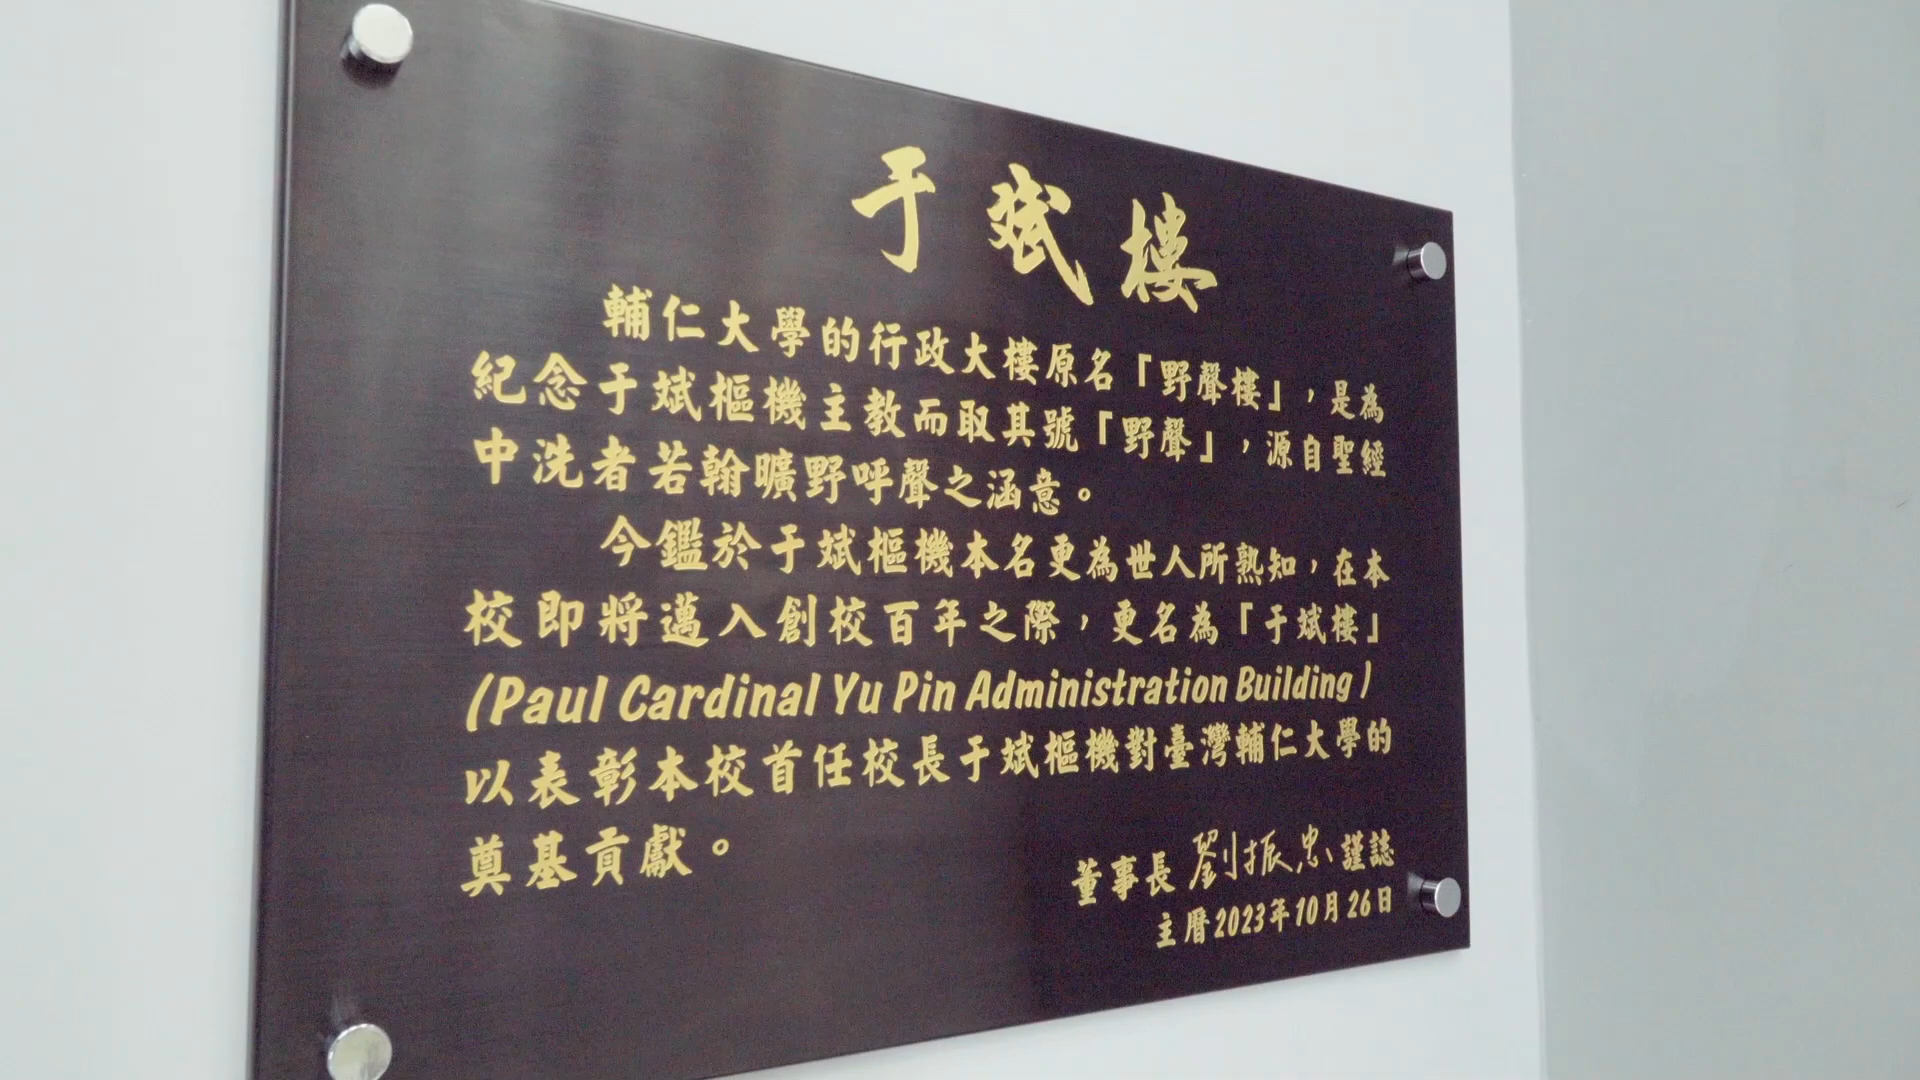 于斌樓
輔仁大學的行政大樓原名「野聲樓」，是為
紀念于斌樞機主教而取其號「野聲」，源自聖經
中洗者若翰曠野呼聲之涵意。
今鑑於于斌樞機本名更為世人所熟知，在本
校即將邁入創校百年之際，更名為「于斌樓」
(Paul Cardinal Yu Pin Administration Building)
以表彰本校首任校長于斌樞機對臺灣輔仁大學的
奠基貢獻。
董事長 劉振忠 謹誌
主曆2023年10月26日